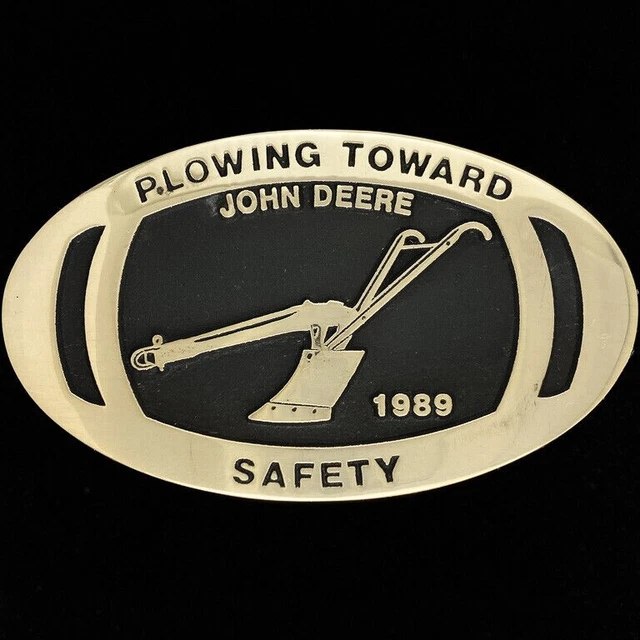 PLOWING TOWARD
JOHN DEERE
1989
SAFETY